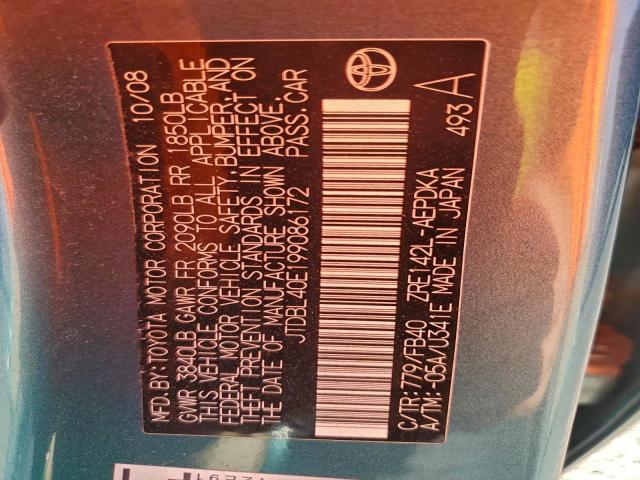 MFD. BY: TOYOTA MOTOR CORPORATION 10/08
GVWR 3840LB GAWR FR 2090LB RR 1850LB
THIS VEHICLE CONFORMS TO ALL APPLICABLE
FEDERAL MOTOR VEHICLE SAFETY, BUMPER, AND
THEFT PREVENTION STANDARDS IN EFFECT ON
THE DATE OF MANUFACTURE SHOWN ABOVE.
JTDBL40E199086172 PASS. CAR
C/TR: 779/FB40 ZRE142L-AEPDKA
A/TM: -05A/U341E MADE IN JAPAN
493 A